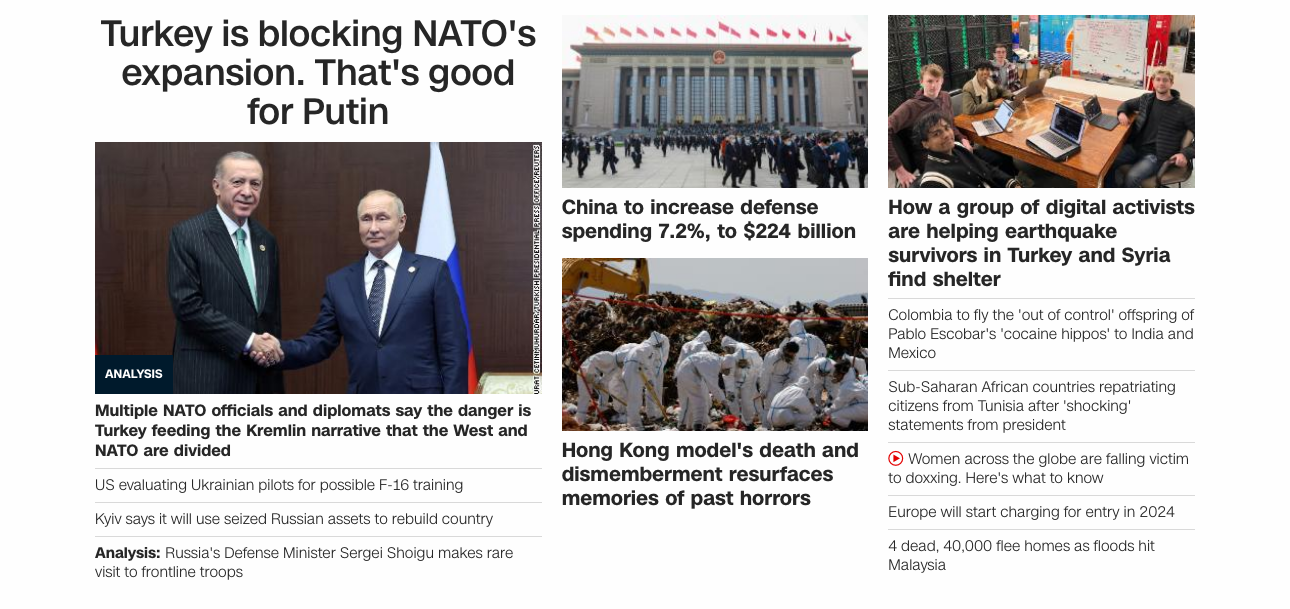 Turkey is blocking NATO's
expansion. That's good
for Putin
URAT CETINMUHURDAR/TURKISH PRESIDENTIAL PRESS OFFICE/REUTERS
ANALYSIS
Multiple NATO officials and diplomats say the danger is
Turkey feeding the Kremlin narrative that the West and
NATO are divided
US evaluating Ukrainian pilots for possible F-16 training
Kyiv says it will use seized Russian assets to rebuild country
Analysis: Russia's Defense Minister Sergei Shoigu makes rare
visit to frontline troops
China to increase defense
spending 7.2%, to $224 billion
Hong Kong model's death and
dismemberment resurfaces
memories of past horrors
How a group of digital activists
are helping earthquake
survivors in Turkey and Syria
find shelter
Colombia to fly the 'out of control' offspring of
Pablo Escobar's 'cocaine hippos' to India and
Mexico
Sub-Saharan African countries repatriating
citizens from Tunisia after 'shocking'
statements from president
Women across the globe are falling victim
to doxxing. Here's what to know
Europe will start charging for entry in 2024
4 dead, 40,000 flee homes as floods hit
Malaysia